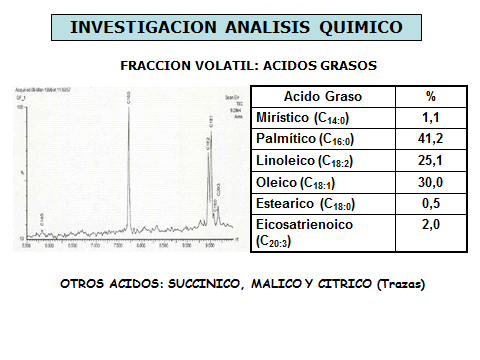 INVESTIGACION ANALISIS QUIMICO
FRACCION VOLATIL: ACIDOS GRASOS
Acido Graso %
Mirístico (C14:0) 1,1
Palmítico (C16:0) 41,2
Linoleico (C18:2) 25,1
Oleico (C18:1) 30,0
Estearico (C18:0) 0,5
Eicosatrienoico
(C20:3) 2,0
OTROS ACIDOS: SUCCINICO, MALICO Y CITRICO (Trazas)